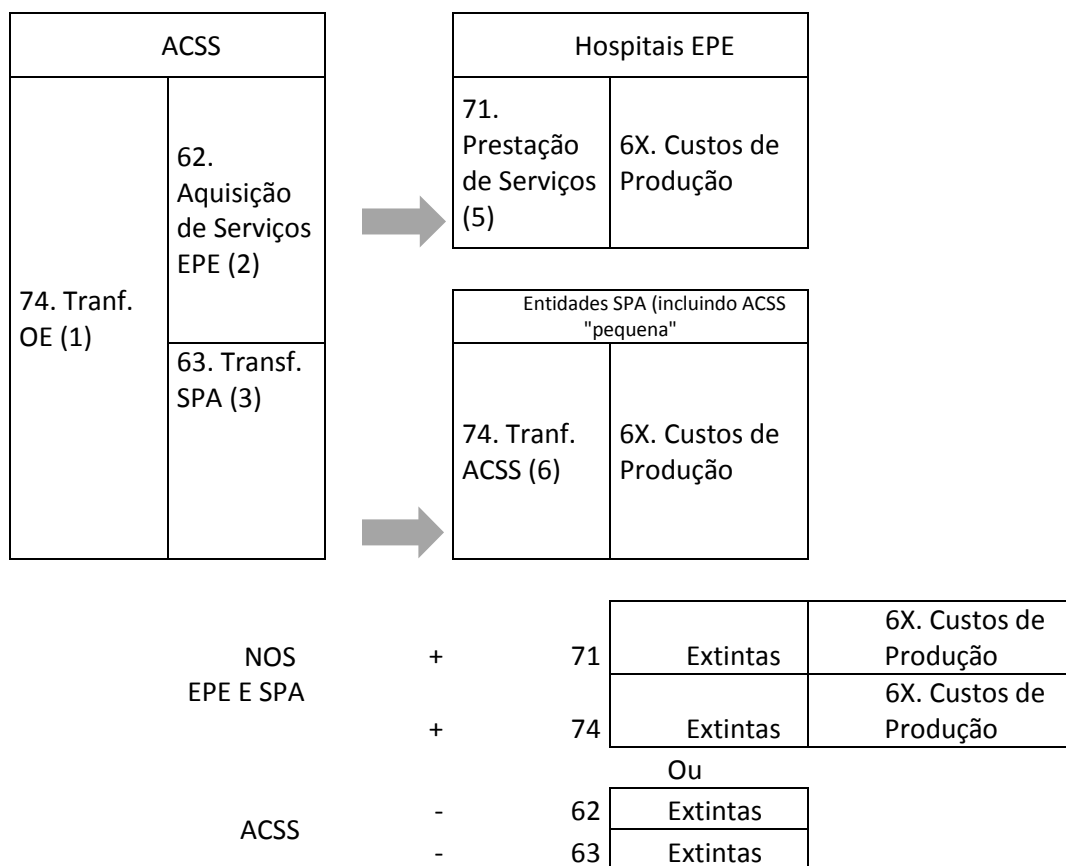 ACSS
74. Tranf.
OE (1)
62.
Aquisição
de Serviços
EPE (2)
63. Transf.
SPA (3)
Hospitais EPE
71.
Prestação
de Serviços
(5)
6X. Custos de
Produção
Entidades SPA (incluindo ACSS
"pequena"
74. Tranf.
ACSS (6)
6X. Custos de
Produção
NOS
EPE E SPA
+ 71 Extintas 6X. Custos de
Produção
+ 74 Extintas 6X. Custos de
Produção
Ou
ACSS
- 62 Extintas
- 63 Extintas